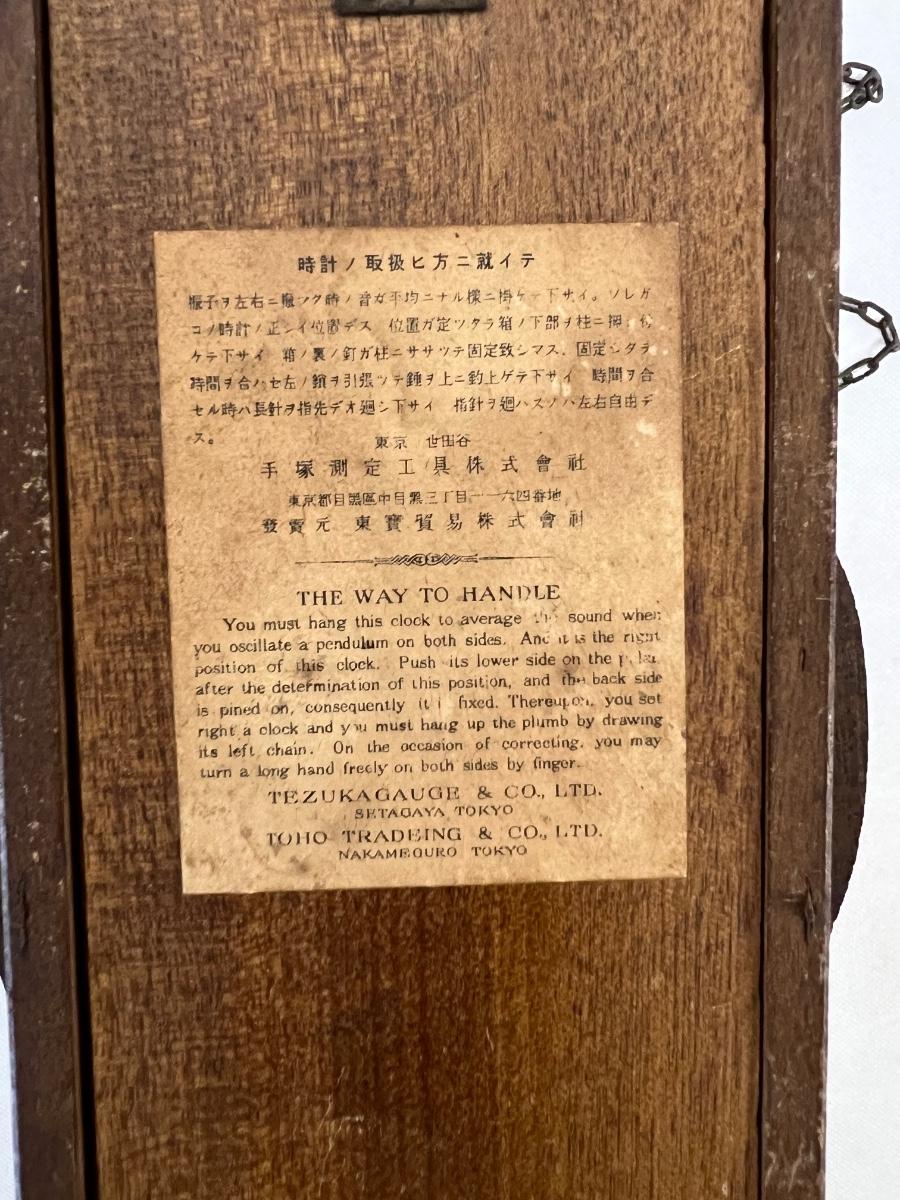 時計ノ取扱ヒ方ニ就イテ
振子ヲ左右ニ振ツタ時ノ音ガ平均ニナル様ニ掛ケテ下サイ。ソレガ
コノ時計ノ正シイ位置デス 位置ガ定ツタラ箱ノ下部ヲ柱ニ
ケテ下サイ 箱ノ裏ノ釘ガ柱ニササツテ固定致シマス。固定シタラ
時間ヲ合ハセ左ノ鎖ヲ引張ツテ錘ヲ上ニ釣上ゲテ下サイ 時間ヲ合
セル時ハ長針ヲ指先デオ廻シ下サイ 指針ヲ廻ハスノハ左右自由デ
ス。
東京 世田谷
手塚測定工具株式會社
東京都目黑區中目黑三丁目一一六四番地
發賣元 東寶貿易株式會社
THE WAY TO HANDLE
You must hang this clock to average the sound when
you oscillate a pendulum on both sides. And it is the right
position of this clock. Push its lower side on the
after the determination of this position, and the back side
is pined on, consequently it fixed. Thereupon, you set
right a clock and you must hang up the plumb by drawing
its left chain. On the occasion of correcting, you may
turn a long hand freely on both sides by finger.
TEZUKAGAUGE & CO., LTD.
SETAGAYA TOKYO
TOHO TRADEING & CO., LTD.
NAKAMEGURO TOKYO